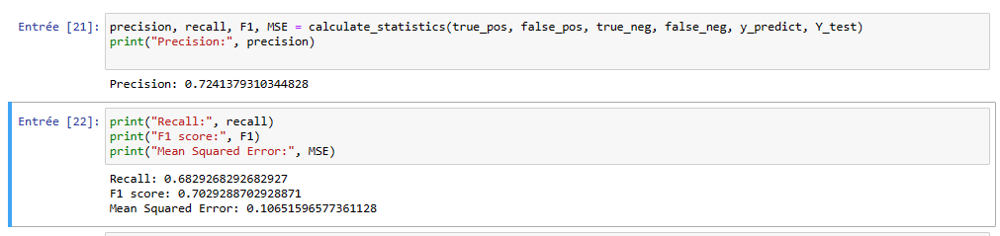 Entrée [21]: precision, recall, F1, MSE = calculate_statistics(true_pos, false_pos, true_neg, false_neg, y_predict, Y_test)
print("Precision:", precision)
Precision: 0.7241379310344828
Entrée [22]: print("Recall:", recall)
print("F1 score:", F1)
print("Mean Squared Error:", MSE)
Recall: 0.6829268292682927
F1 score: 0.7029288702928871
Mean Squared Error: 0.10651596577361128